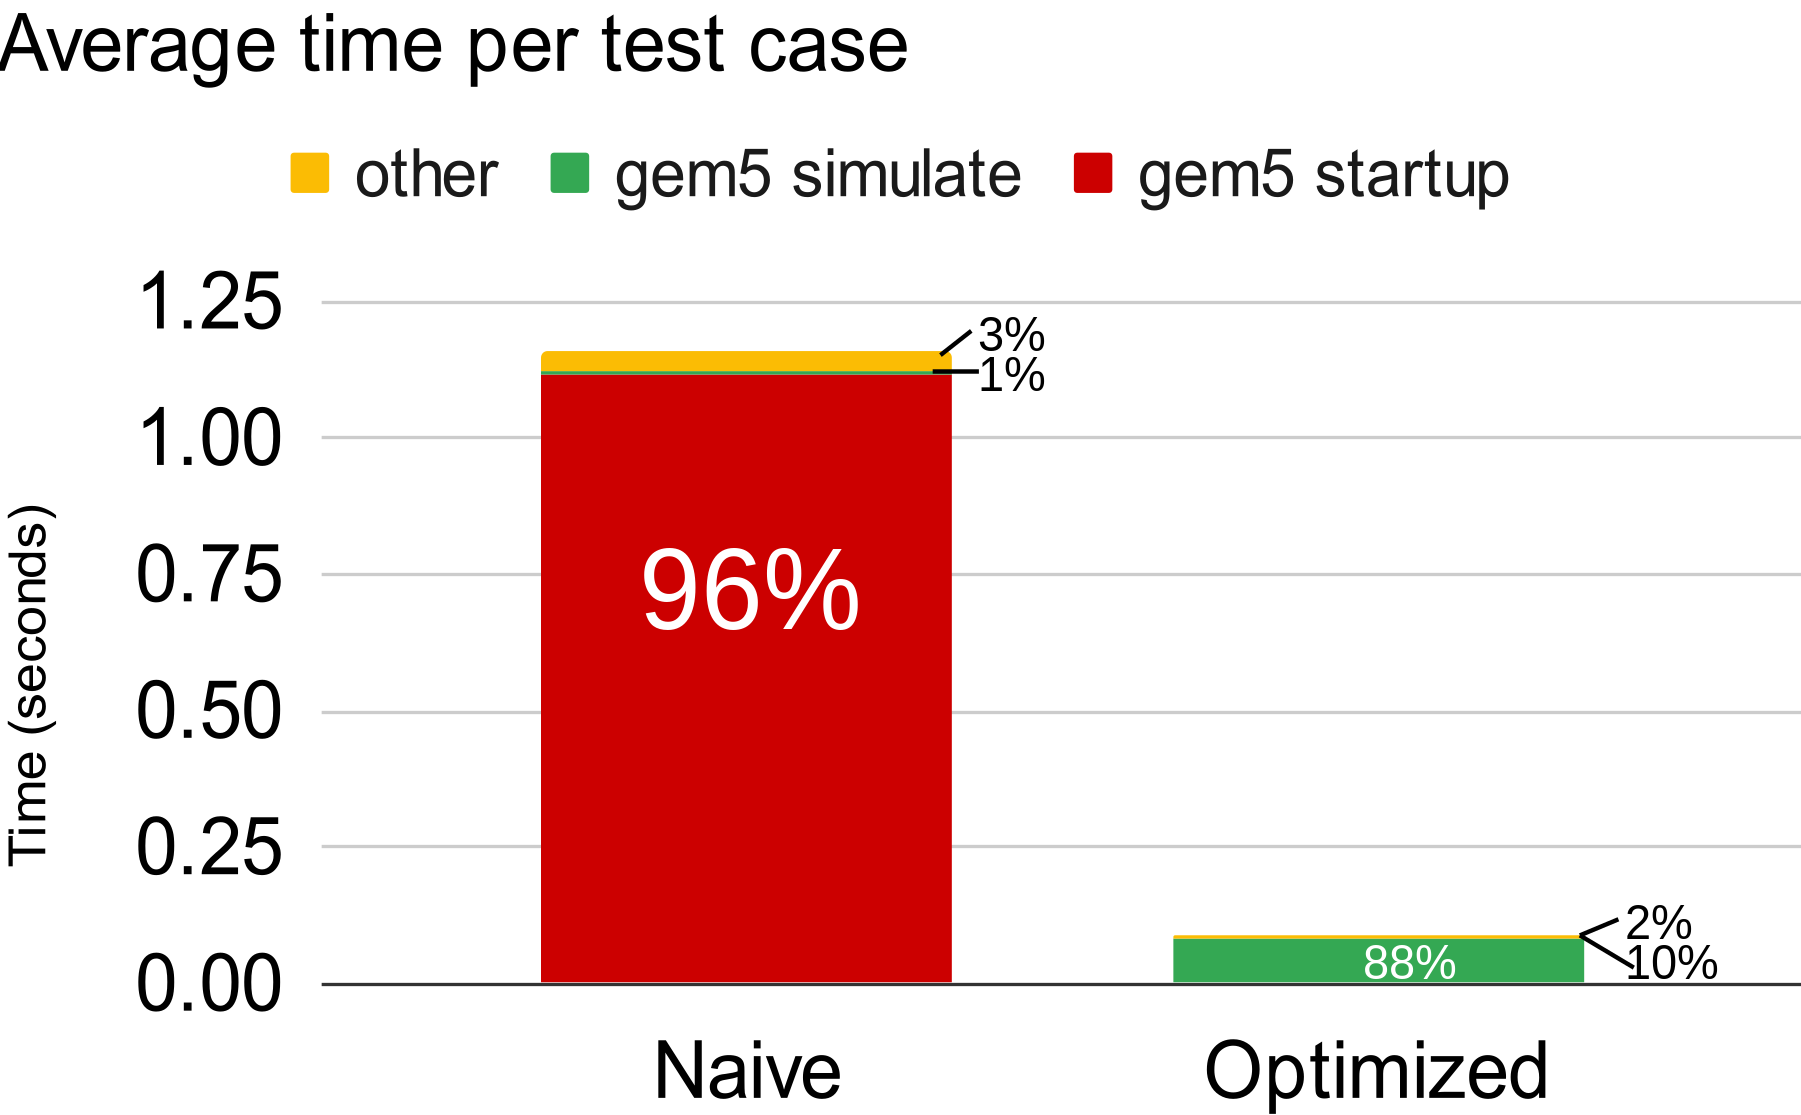 Average time per test case
other gem5 simulate gem5 startup
1.25
3%
1%
1.00
0.75
96%
0.50
0.25
2%
88% 10%
0.00
Time (seconds)
Naive Optimized